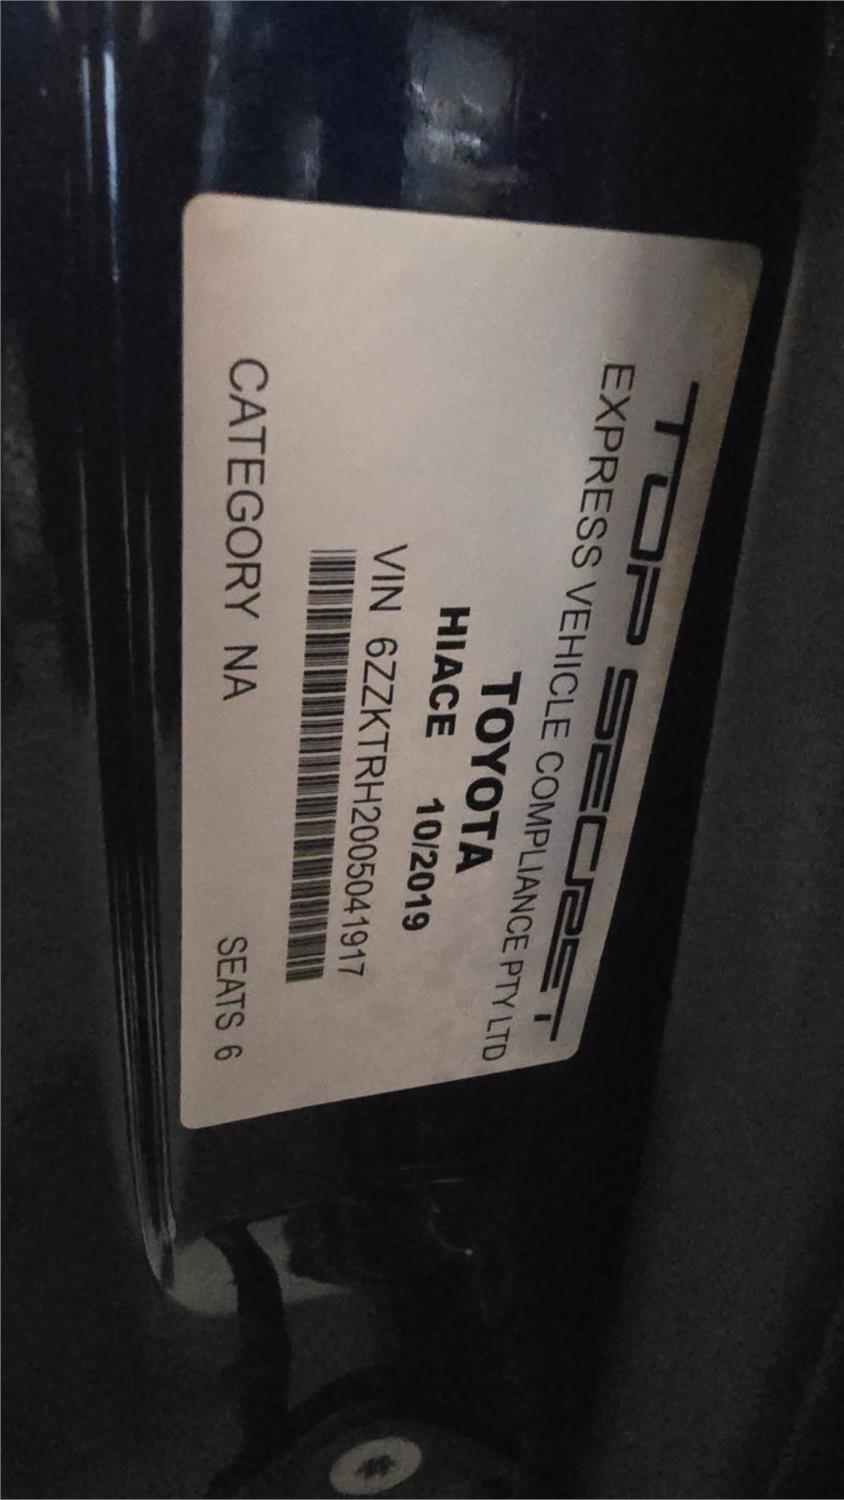 TOP SECRET
EXPRESS VEHICLE COMPLIANCE PTY LTD
TOYOTA
HIACE 10/2019
VIN 6ZZKTRH2005041917
CATEGORY NA SEATS 6